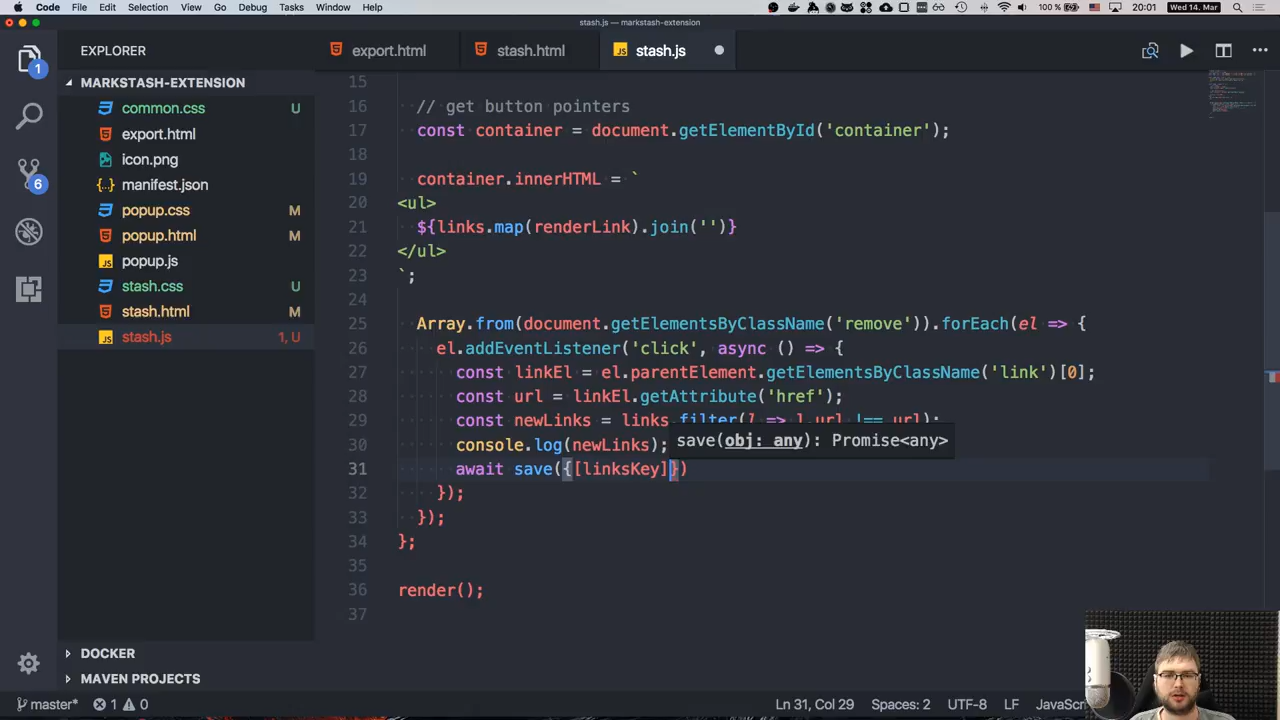 Code File Edit Selection View Go Debug Tasks Window Help 100 % 20:01 Wed 14. Mar
stash.js — markstash-extension
EXPLORER
export.html
stash.html
stash.js
1
MARKSTASH-EXTENSION
common.css U
export.html
icon.png
manifest.json
popup.css M
popup.html M
popup.js
stash.css U
stash.html M
stash.js 1, U
6
15
16 // get button pointers
17 const container = document.getElementById('container');
18
19 container.innerHTML = `
20 <ul>
21 ${links.map(renderLink).join('')}
22 </ul>
23 `;
24
25 Array.from(document.getElementsByClassName('remove')).forEach(el => {
26 el.addEventListener('click', async () => {
27 const linkEl = el.parentElement.getElementsByClassName('link')[0];
28 const url = linkEl.getAttribute('href');
29 const newLinks = links.filter(l => l.url !== url);
30 console.log(newLinks);
save(obj: any): Promise<any>
31 await save({[linksKey]})
32 });
33 });
34 };
35
36 render();
37
DOCKER
MAVEN PROJECTS
master* 1 0 Ln 31, Col 29 Spaces: 2 UTF-8 LF JavaScr